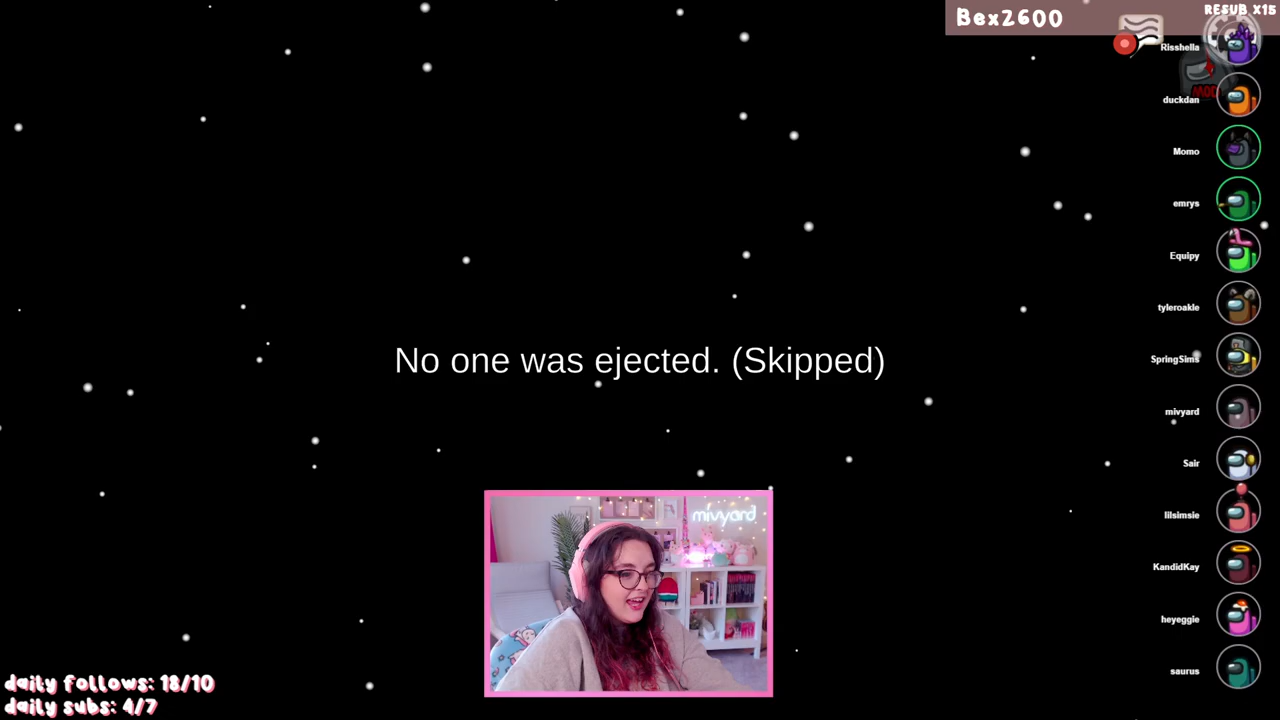 Bex2600
RESUB X15
Risshella
MOD
duckdan
Momo
emrys
Equipy
tyleroakle
SpringSims
mivyard
Sair
lilsimsie
KandidKay
heyeggie
saurus
No one was ejected. (Skipped)
mivyard
daily follows: 18/10
daily subs: 4/7